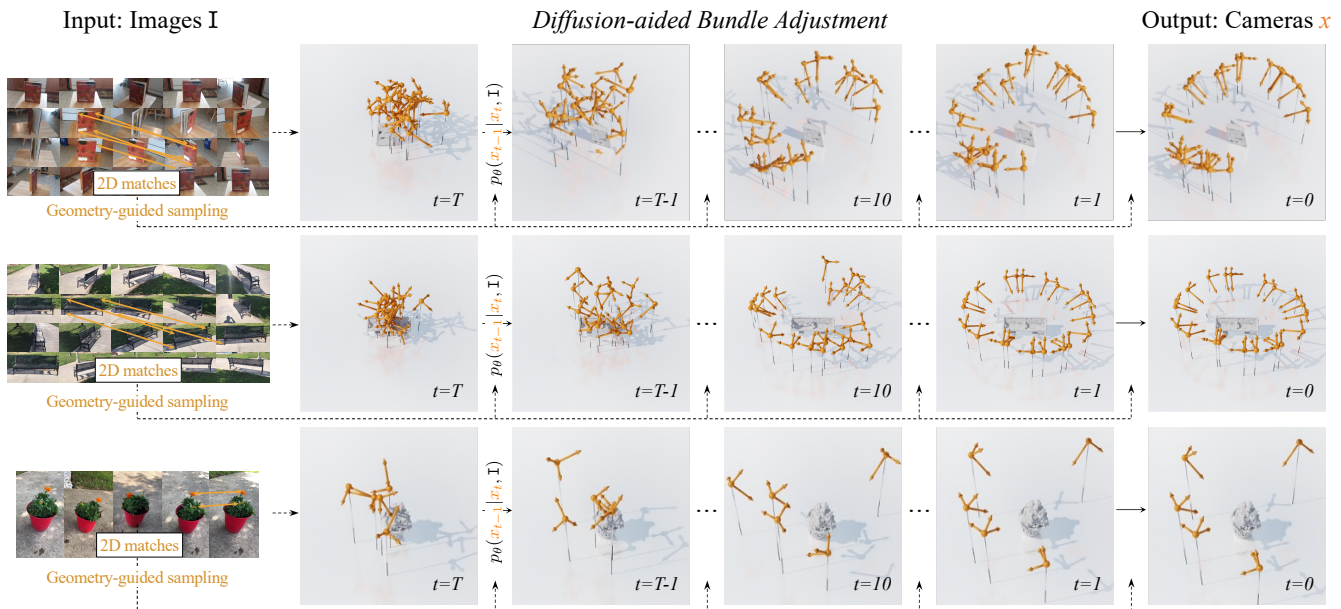 Input: Images I
Diffusion-aided Bundle Adjustment
Output: Cameras x
2D matches
Geometry-guided sampling
t=T
pθ(xt−1|xt, I)
t=T-1
...
t=10
...
t=1
t=0
2D matches
Geometry-guided sampling
t=T
pθ(xt−1|xt, I)
t=T-1
...
t=10
...
t=1
t=0
2D matches
Geometry-guided sampling
t=T
pθ(xt−1|xt, I)
t=T-1
...
t=10
...
t=1
t=0